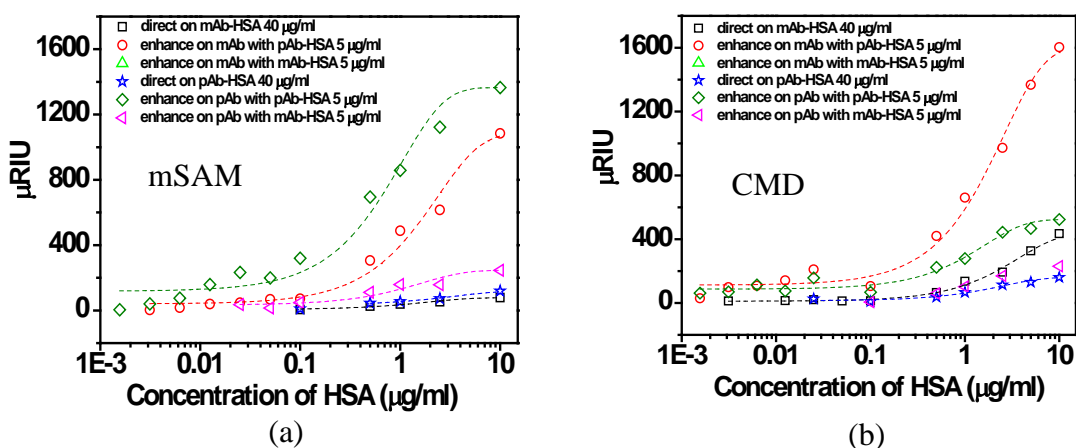 direct on mAb-HSA 40 μg/ml
enhance on mAb with pAb-HSA 5 μg/ml
enhance on mAb with mAb-HSA 5 μg/ml
direct on pAb-HSA 40 μg/ml
enhance on pAb with pAb-HSA 5 μg/ml
enhance on pAb with mAb-HSA 5 μg/ml
1600
1200
800
400
0
μRIU
mSAM
1E-3 0.01 0.1 1 10
Concentration of HSA (μg/ml)
(a)
direct on mAb-HSA 40 μg/ml
enhance on mAb with pAb-HSA 5 μg/ml
enhance on mAb with mAb-HSA 5 μg/ml
direct on pAb-HSA 40 μg/ml
enhance on pAb with pAb-HSA 5 μg/ml
enhance on pAb with mAb-HSA 5 μg/ml
1600
1200
800
400
0
μRIU
CMD
1E-3 0.01 0.1 1 10
Concentration of HSA (μg/ml)
(b)